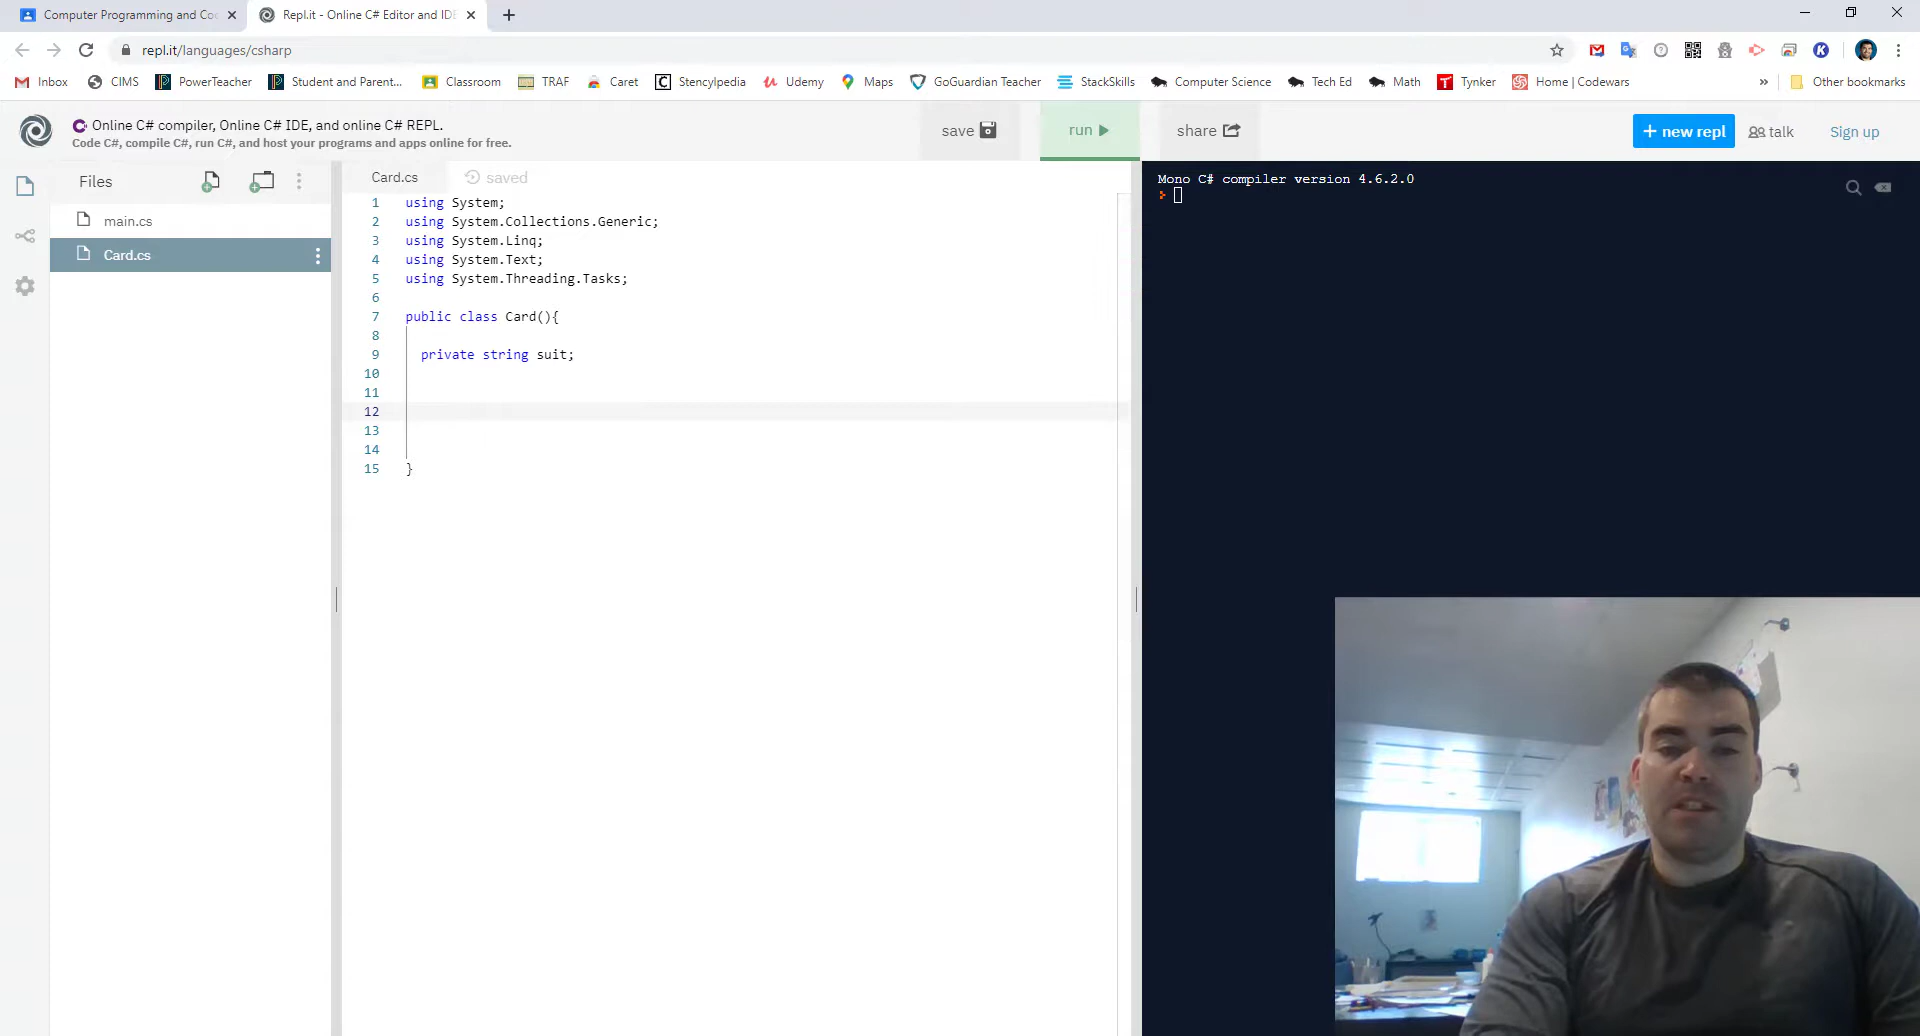 Computer Programming and Co
Repl.it - Online C# Editor and IDE
repl.it/languages/csharp
Inbox CIMS PowerTeacher Student and Parent... Classroom TRAF Caret Stencylpedia Udemy Maps GoGuardian Teacher StackSkills Computer Science Tech Ed Math Tynker Home | Codewars » Other bookmarks
Online C# compiler, Online C# IDE, and online C# REPL.
Code C#, compile C#, run C#, and host your programs and apps online for free.
save run share + new repl talk Sign up
Files
main.cs
Card.cs
Card.cs saved
1 using System;
2 using System.Collections.Generic;
3 using System.Linq;
4 using System.Text;
5 using System.Threading.Tasks;
6
7 public class Card(){
8
9 private string suit;
10
11
12
13
14
15 }
Mono C# compiler version 4.6.2.0